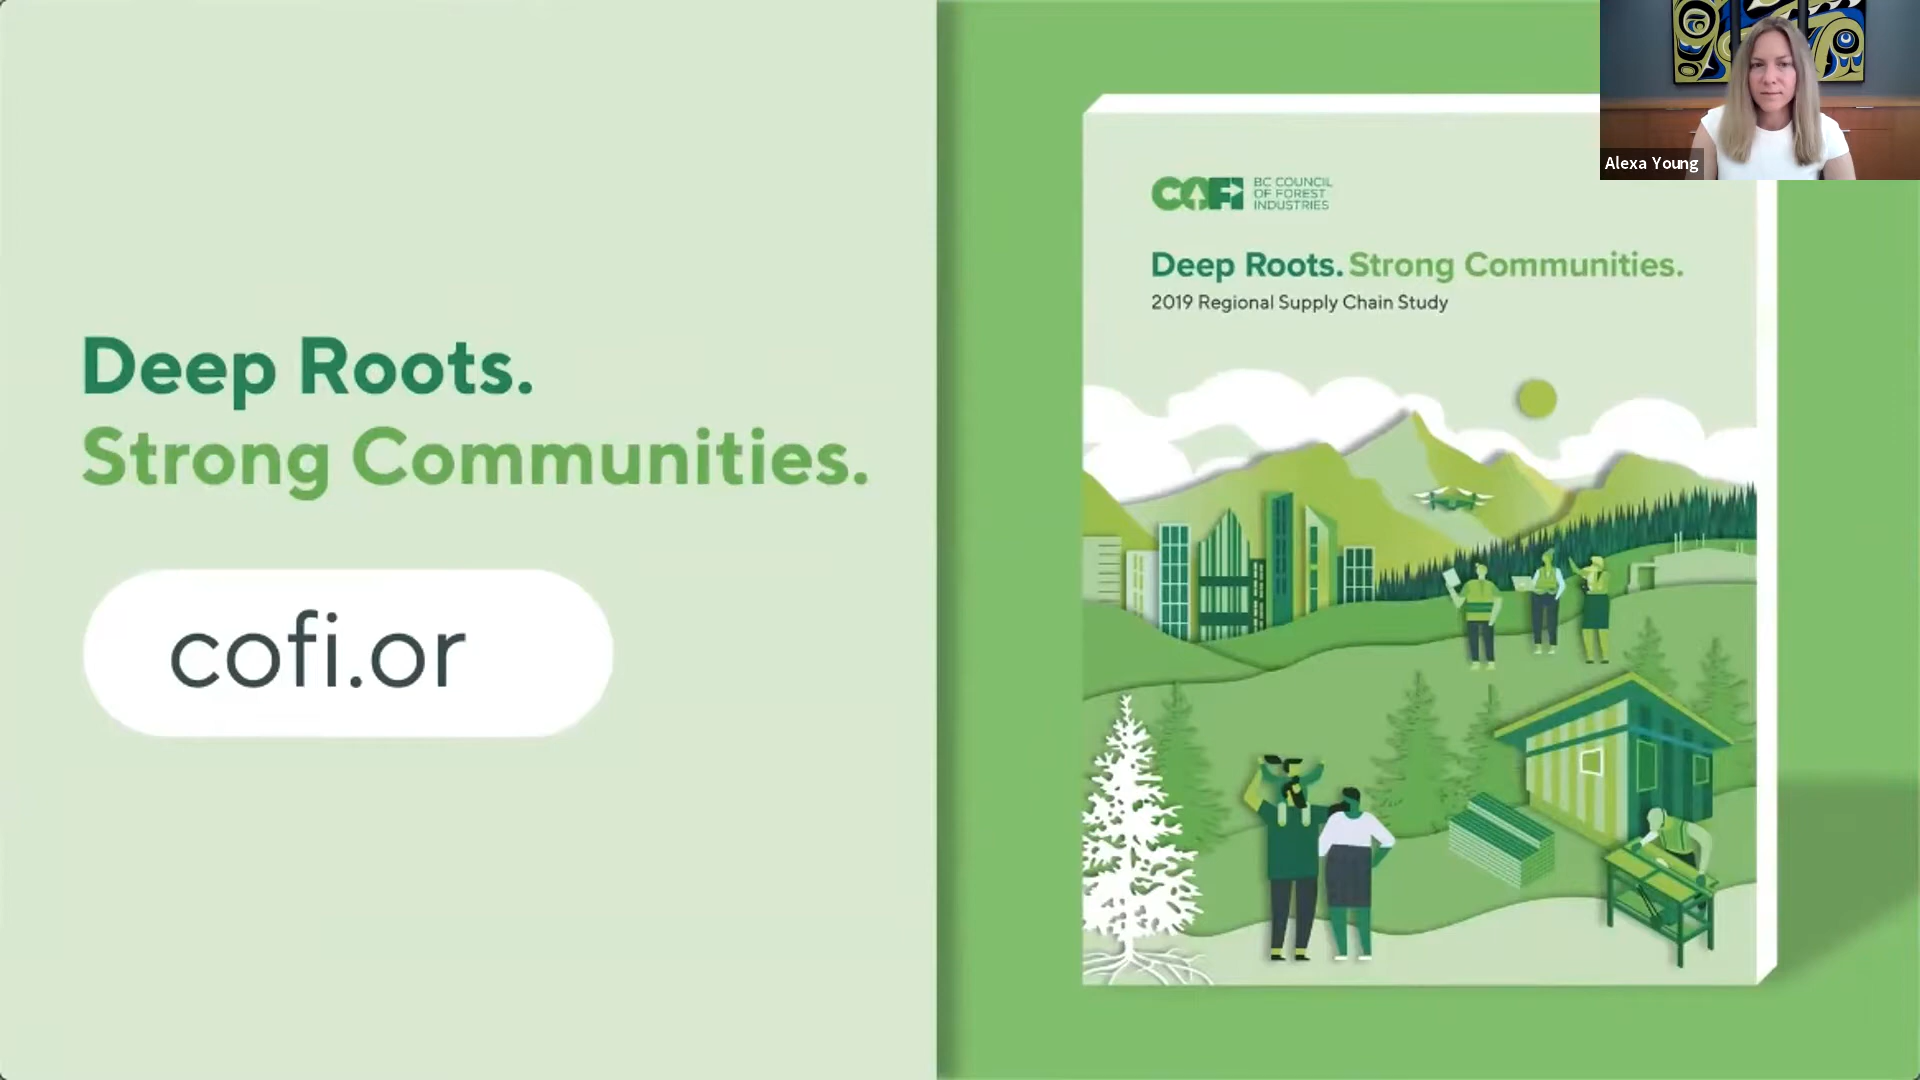 Deep Roots.
Strong Communities.
cofi.or
COFI
BC COUNCIL
OF FOREST
INDUSTRIES
Deep Roots. Strong Communities.
2019 Regional Supply Chain Study
Alexa Young